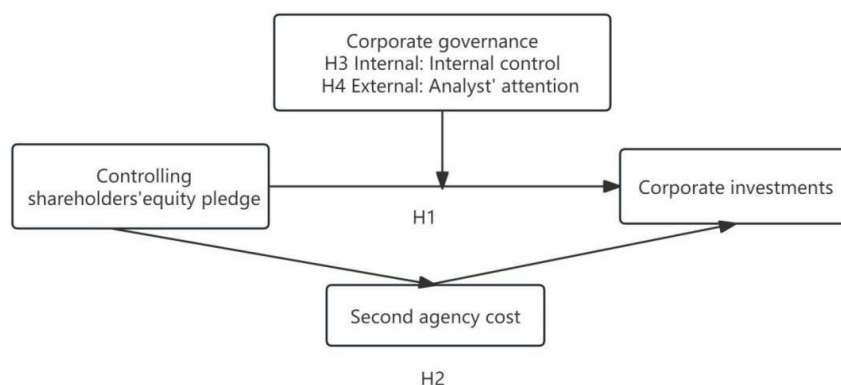 Corporate governance
H3 Internal: Internal control
H4 External: Analyst' attention
Controlling
shareholders'equity pledge
Corporate investments
H1
Second agency cost
H2